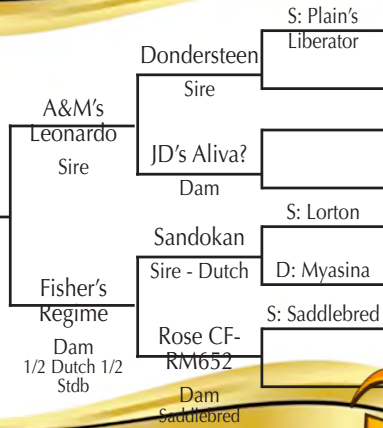 S: Plain's
Liberator
Dondersteen
Sire
A&M's
Leonardo
Sire
JD's Aliva?
Dam
S: Lorton
Sandokan
Sire - Dutch
D: Myasina
Fisher's
Regime
Dam
1/2 Dutch 1/2
Stdb
S: Saddlebred
Rose CF-
RM652
Dam
Saddlebred